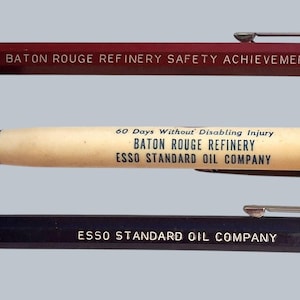 BATON ROUGE REFINERY SAFETY ACHIEVEME
60 Days Without Disabling Injury
BATON ROUGE REFINERY
ESSO STANDARD OIL COMPANY
ESSO STANDARD OIL COMPANY